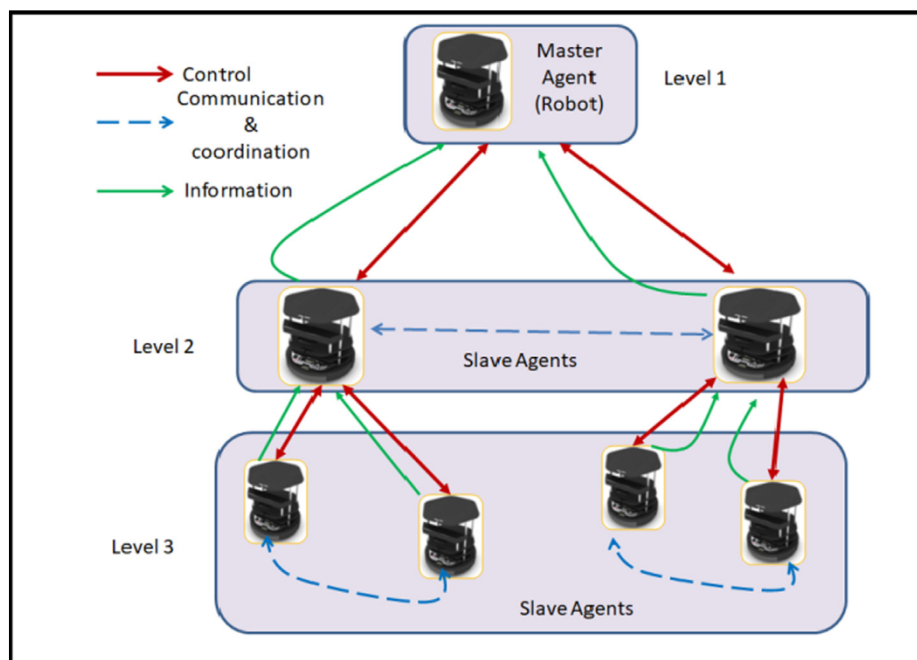 Master
Agent
(Robot)
Level 1
Control
Communication
&
coordination
Information
Level 2
Slave Agents
Level 3
Slave Agents